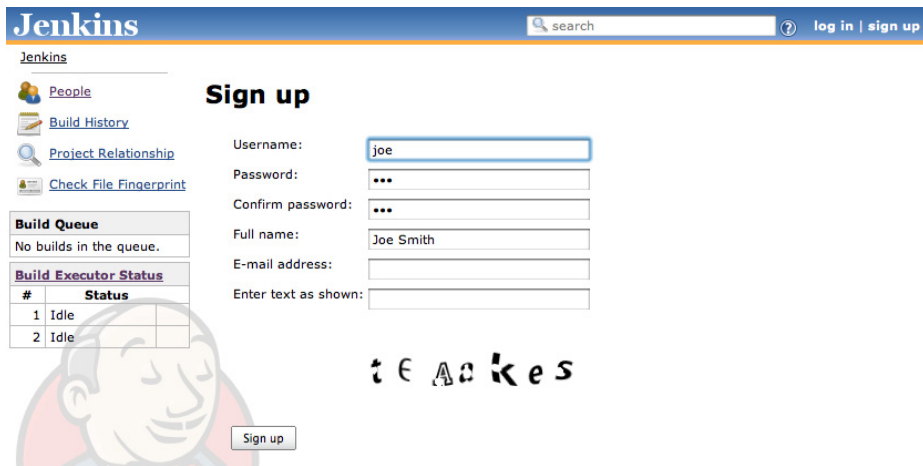 Jenkins
search
log in | sign up
Jenkins
People
Build History
Project Relationship
Check File Fingerprint
Build Queue
No builds in the queue.
Build Executor Status
# Status
1 Idle
2 Idle
Sign up
Username: joe
Password: •••
Confirm password: •••
Full name: Joe Smith
E-mail address:
Enter text as shown:
Sign up